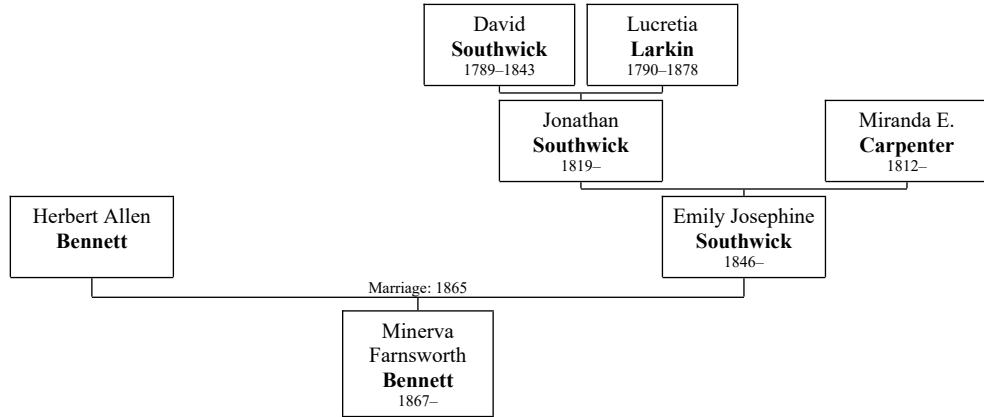 David
Southwick
1789–1843
Lucretia
Larkin
1790–1878
Jonathan
Southwick
1819–
Miranda E.
Carpenter
1812–
Herbert Allen
Bennett
Emily Josephine
Southwick
1846–
Marriage: 1865
Minerva
Farnsworth
Bennett
1867–